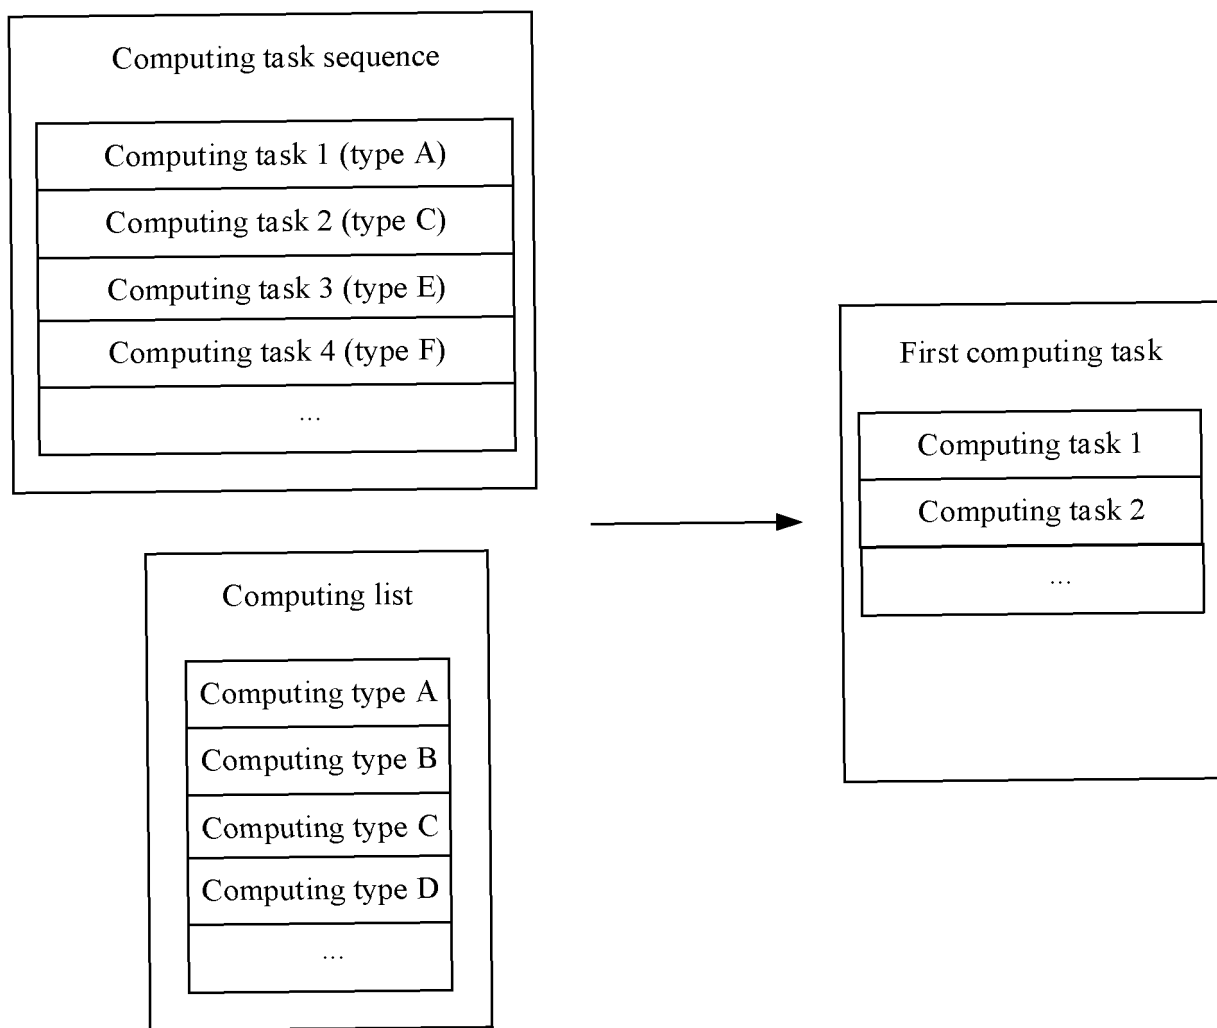 Computing task sequence
Computing task 1 (type A)
Computing task 2 (type C)
Computing task 3 (type E)
Computing task 4 (type F)
...
Computing list
Computing type A
Computing type B
Computing type C
Computing type D
...
First computing task
Computing task 1
Computing task 2
...